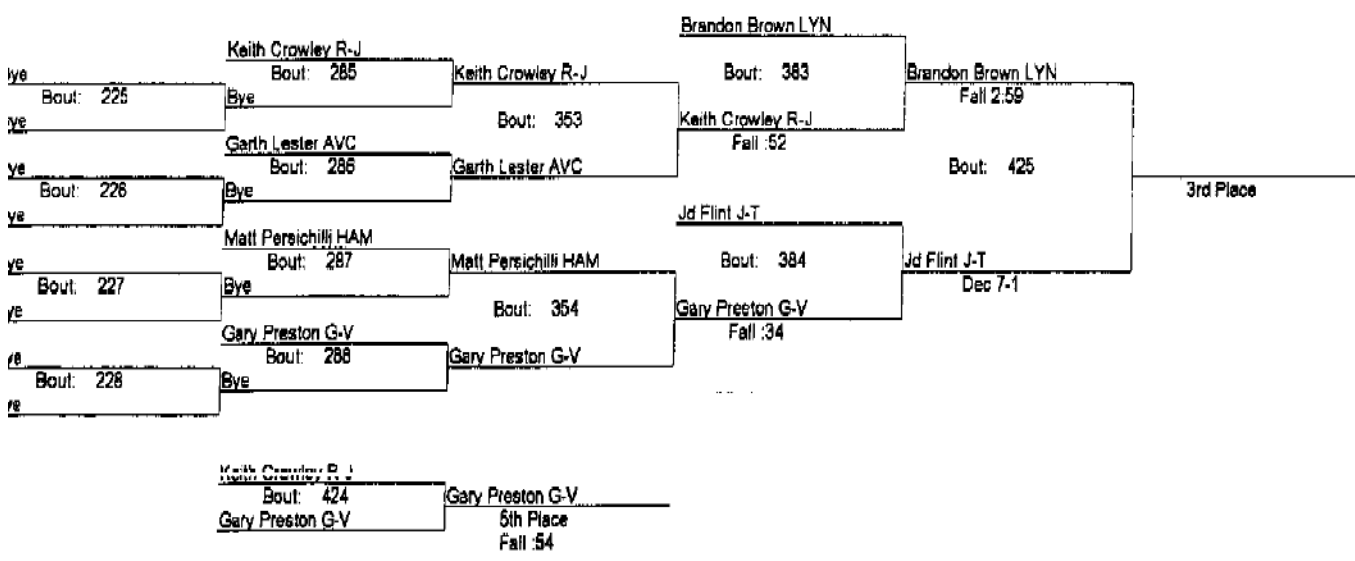 Brandon Brown LYN
Keith Crowley R-J
Bout: 285
Keith Crowley R-J
Bout: 383
Brandon Brown LYN
Bout: 225
Bye
Fall 2:59
Bout: 353
Keith Crowley R-J
Garth Lester AVC
Fall :52
Bout: 286
Garth Lester AVC
Bout: 425
Bout: 226
Bye
3rd Place
Jd Flint J-T
Matt Persichilli HAM
Bout: 287
Matt Persichilli HAM
Bout: 384
Jd Flint J-T
Bout: 227
Bye
Dec 7-1
Bout: 354
Gary Preston G-V
Gary Preston G-V
Fall :34
Bout: 288
Gary Preston G-V
Bout: 228
Bye
Keith Crowley R-J
Bout: 424
Gary Preston G-V
Gary Preston G-V
5th Place
Fall :54